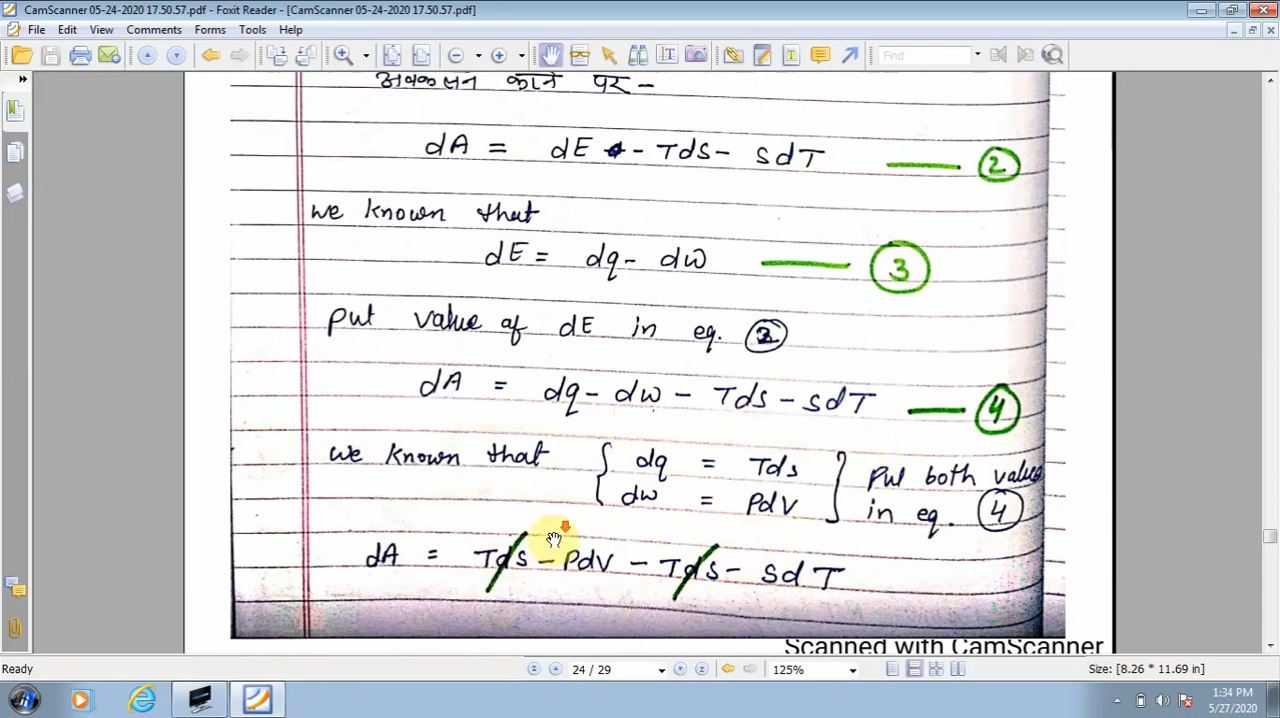 CamScanner 05-24-2020 17.50.57.pdf - Foxit Reader - [CamScanner 05-24-2020 17.50.57.pdf]
File Edit View Comments Forms Tools Help
Find
अवकलन करने पर -
dA = dE - Tds - SdT 2
we known that
dE = dq - dw 3
Put value of dE in eq. 2
dA = dq - dw - Tds - SdT 4
we known that { dq = Tds } Put both value
{ dw = PdV } in eq. 4
dA = Tds - PdV - Tds - SdT
Scanned with CamScanner
Ready 24 / 29 125% Size: [8.26 * 11.69 in]
1:34 PM
5/27/2020